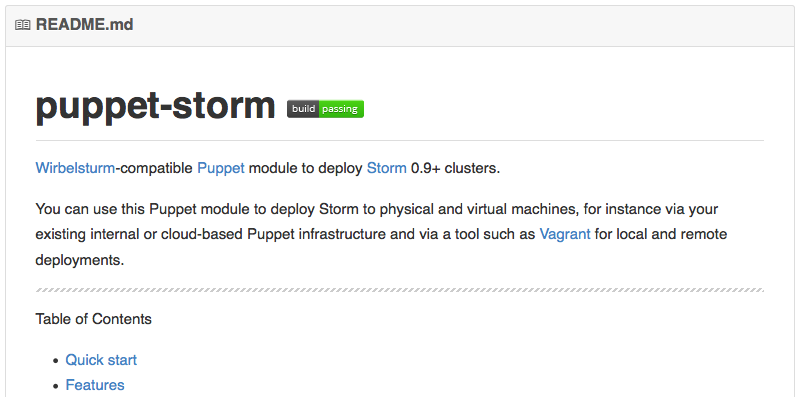 README.md
puppet-storm build passing
Wirbelsturm-compatible Puppet module to deploy Storm 0.9+ clusters.
You can use this Puppet module to deploy Storm to physical and virtual machines, for instance via your
existing internal or cloud-based Puppet infrastructure and via a tool such as Vagrant for local and remote
deployments.
Table of Contents
• Quick start
• Features